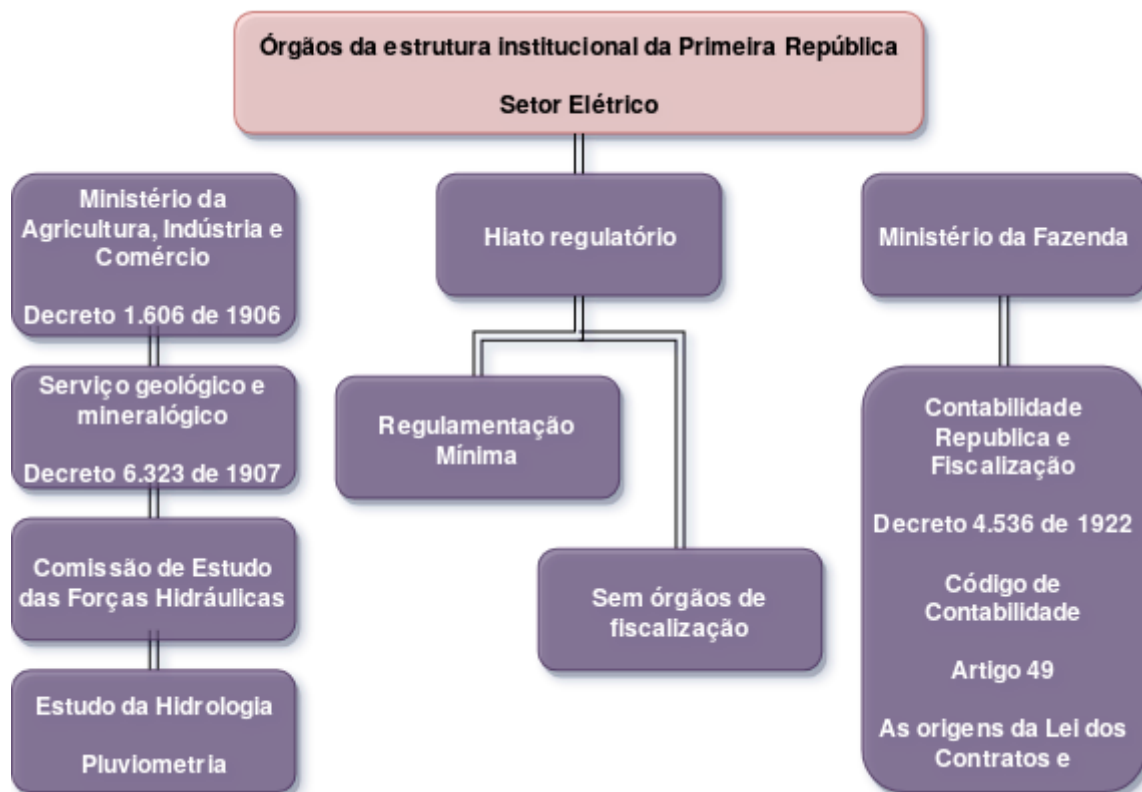 Órgãos da estrutura institucional da Primeira República
Setor Elétrico
Ministério da
Agricultura, Indústria e
Comércio
Decreto 1.606 de 1906
Serviço geológico e
mineralógico
Decreto 6.323 de 1907
Comissão de Estudo
das Forças Hidráulicas
Estudo da Hidrologia
Pluviometria
Hiato regulatório
Regulamentação
Mínima
Sem órgãos de
fiscalização
Ministério da Fazenda
Contabilidade
Republica e
Fiscalização
Decreto 4.536 de 1922
Código de
Contabilidade
Artigo 49
As origens da Lei dos
Contratos e